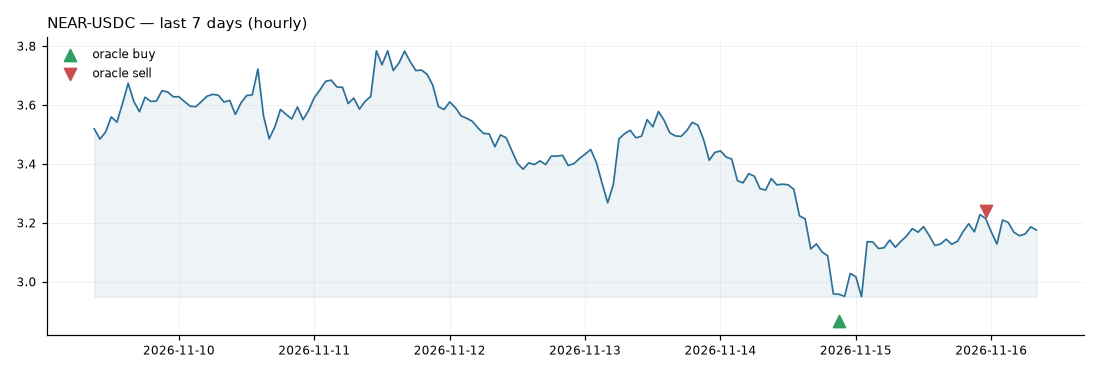 NEAR-USDC — last 7 days (hourly)
oracle buy
oracle sell
3.8
3.6
3.4
3.2
3.0
2026-11-10 2026-11-11 2026-11-12 2026-11-13 2026-11-14 2026-11-15 2026-11-16